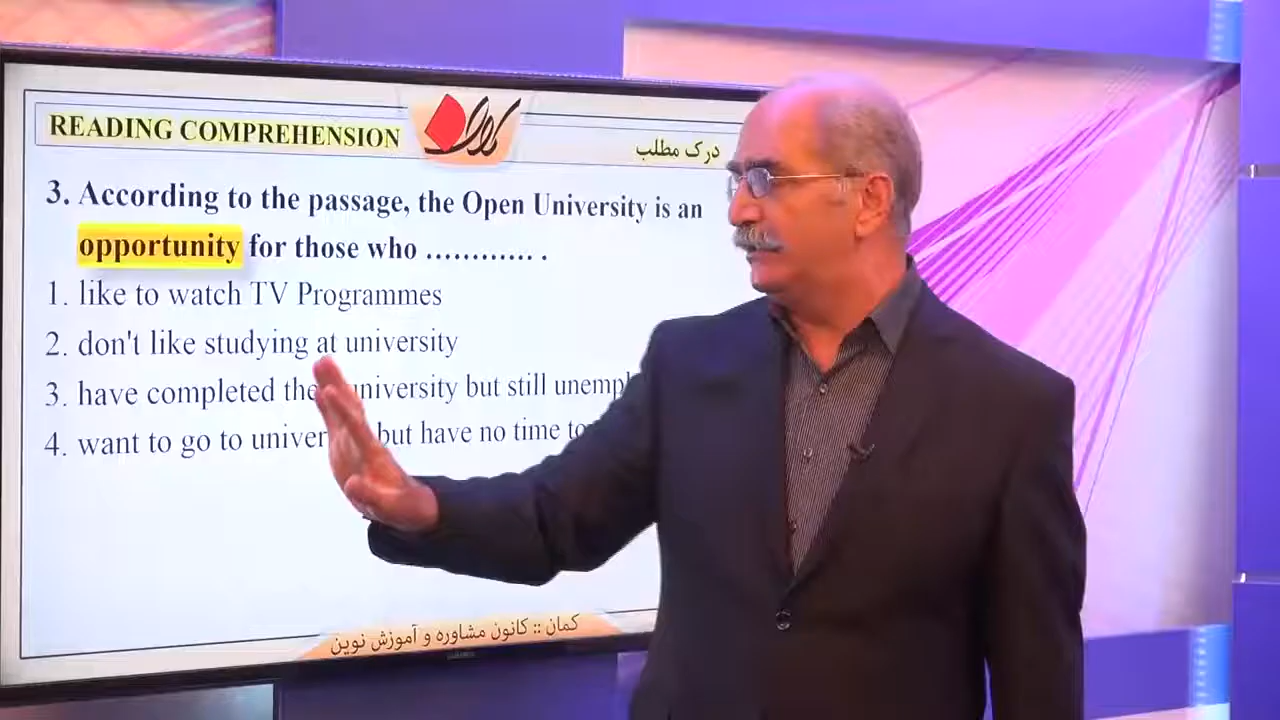 READING COMPREHENSION
درک مطلب
3. According to the passage, the Open University is an
opportunity for those who ............. .
1. like to watch TV Programmes
2. don't like studying at university
3. have completed the university but still
4. want to go to but have no time to
کمان :: کانون مشاوره و آموزش نوین